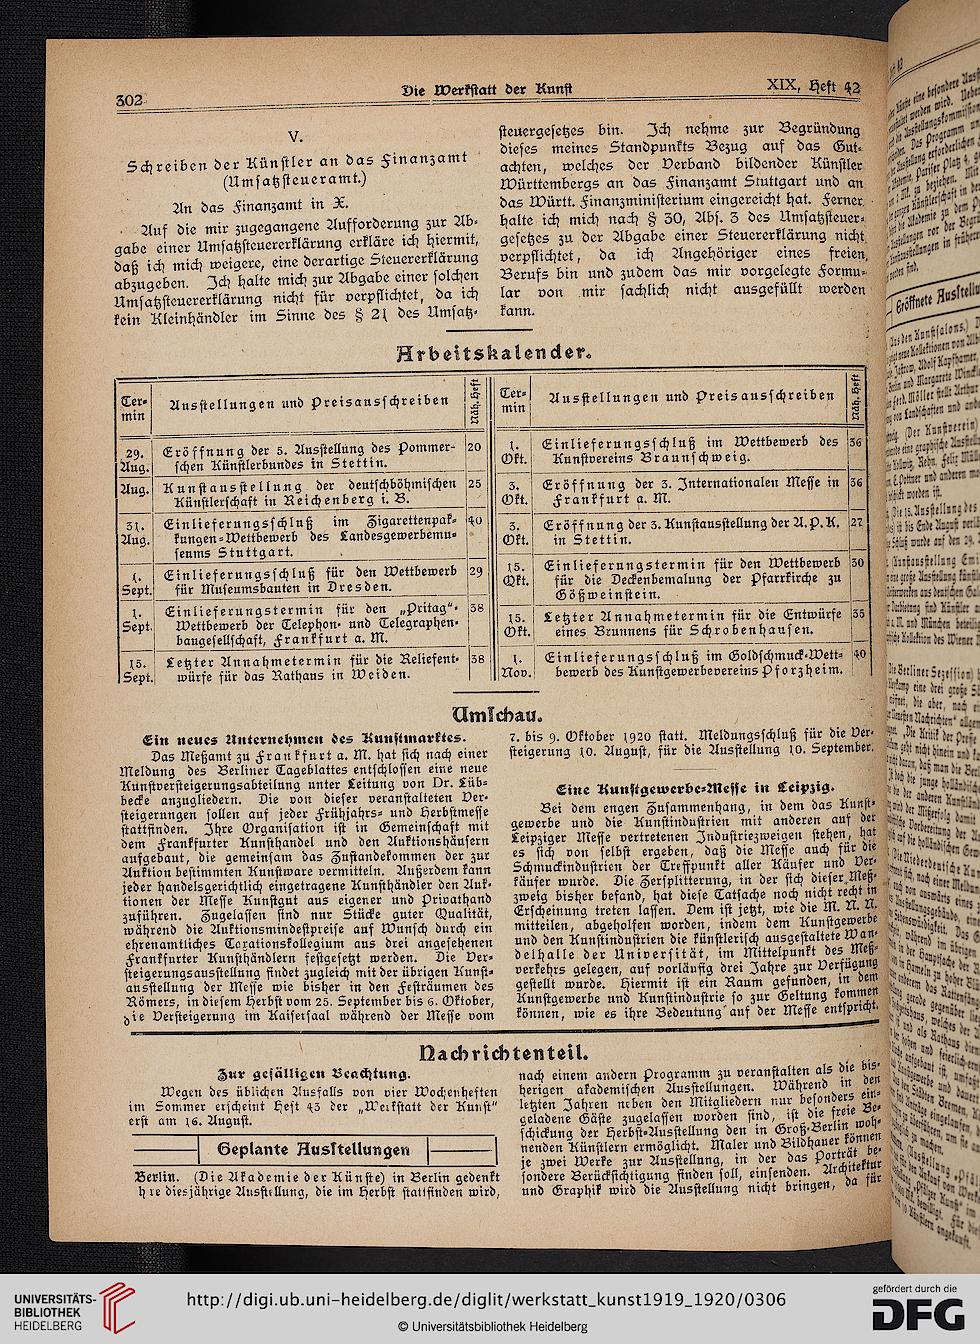 302
Die Werkstatt der Kunst
XIX, Heft 42
V.
Schreiben der Künstler an das Finanzamt
(Umsatzsteueramt.)
An das Finanzamt in X.
Auf die mir zugegangene Aufforderung zur Ab-
gabe einer Umsatzsteuererklärung erkläre ich hiermit,
daß ich mich weigere, eine derartige Steuererklärung
abzugeben. Ich halte mich zur Abgabe einer solchen
Umsatzsteuererklärung nicht für verpflichtet, da ich
kein Kleinhändler im Sinne des § 21 des Umsatz-
steuergesetzes bin. Ich nehme zur Begründung
dieses meines Standpunkts Bezug auf das Gut-
achten, welches der Verband bildender Künstler
Württembergs an das Finanzamt Stuttgart und an
das Württ. Finanzministerium eingereicht hat. Ferner
halte ich mich nach § 30, Abs. 3 des Umsatzsteuer-
gesetzes zu der Abgabe einer Steuererklärung nicht
verpflichtet, da ich Angehöriger eines freien
Berufs bin und zudem das mir vorgelegte Formu-
lar von mir sachlich nicht ausgefüllt werden
kann.
Arbeitskalender.
Ter-
min
Ausstellungen und Preisausschreiben
Näh. Heft
29.
Aug.
Eröffnung der 5. Ausstellung des Pommer-
schen Künstlerbundes in Stettin.
20
Aug.
Kunstausstellung der deutschböhmischen
Künstlerschaft in Reichenberg i. B.
25
31.
Aug.
Einlieferungsschluß im Zigarettenpak-
kungen-Wettbewerb des Landesgewerbemu-
seums Stuttgart.
40
1.
Sept.
Einlieferungsschluß für den Wettbewerb
für Museumsbauten in Dresden.
29
1.
Sept.
Einlieferungstermin für den „Pritag"-
Wettbewerb der Telephon- und Telegraphen-
baugesellschaft, Frankfurt a. M.
38
15.
Sept.
Letzter Annahmetermin für die Reliefent-
würfe für das Rathaus in Weiden.
38
Ter-
min
Ausstellungen und Preisausschreiben
Näh. Heft
1.
Okt.
Einlieferungsschluß im Wettbewerb des
Kunstvereins Braunschweig.
36
3.
Okt.
Eröffnung der 3. Internationalen Messe in
Frankfurt a. M.
36
3.
Okt.
Eröffnung der 3. Kunstausstellung der A.P.K.
in Stettin.
27
15.
Okt.
Einlieferungstermin für den Wettbewerb
für die Deckenbemalung der Pfarrkirche zu
Gößweinstein.
30
15.
Okt.
Letzter Annahmetermin für die Entwürfe
eines Brunnens für Schrobenhausen.
35
1.
Nov.
Einlieferungsschluß im Goldschmuck-Wett-
bewerb des Kunstgewerbevereins Pforzheim.
40
Umschau.
Ein neues Unternehmen des Kunstmarktes.
Das Meßamt zu Frankfurt a. M. hat sich nach einer
Meldung des Berliner Tageblattes entschlossen eine neue
Kunstversteigerungsabteilung unter Leitung von Dr. Lüb-
becke anzugliedern. Die von dieser veranstalteten Ver-
steigerungen sollen auf jeder Frühjahrs- und Herbstmesse
stattfinden. Ihre Organisation ist in Gemeinschaft mit
dem Frankfurter Kunsthandel und den Auktionshäusern
aufgebaut, die gemeinsam das Zustandekommen der zur
Auktion bestimmten Kunstware vermitteln. Außerdem kann
jeder handelsgerichtlich eingetragene Kunsthändler den Auk-
tionen der Messe Kunstgut aus eigener und Privathand
zuführen. Zugelassen sind nur Stücke guter Qualität,
während die Auktionsmindestpreise auf Wunsch durch ein
ehrenamtliches Taxationskollegium aus drei angesehenen
Frankfurter Kunsthändlern festgesetzt werden. Die Ver-
steigerungsausstellung findet zugleich mit der übrigen Kunst-
ausstellung der Messe wie bisher in den Festräumen des
Römers, in diesem Herbst vom 25. September bis 6. Oktober,
die Versteigerung im Kaisersaal während der Messe vom
7. bis 9. Oktober 1920 statt. Meldungsschluß für die Ver-
steigerung 10. August, für die Ausstellung 10. September.
Eine Kunstgewerbe-Messe in Leipzig.
Bei dem engen Zusammenhang, in dem das Kunst-
gewerbe und die Kunstindustrien mit anderen auf der
Leipziger Messe vertretenen Industriezweigen stehen, hat
es sich von selbst ergeben, daß die Messe auch für die
Schmuckindustrien der Treffpunkt aller Käufer und Ver-
käufer wurde. Die Zersplitterung, in der sich dieser Meß-
zweig bisher befand, hat diese Tatsache noch nicht recht in
Erscheinung treten lassen. Dem ist jetzt, wie die M. N. N.
mitteilen, abgeholfen worden, indem dem Kunstgewerbe
und den Kunstindustrien die künstlerisch ausgestaltete Wan-
delhalle der Universität, im Mittelpunkt des Meß-
verkehrs gelegen, auf vorläufig drei Jahre zur Verfügung
gestellt wurde. Hiermit ist ein Raum gefunden, in dem
Kunstgewerbe und Kunstindustrie so zur Geltung kommen
können, wie es ihre Bedeutung auf der Messe entspricht.
Nachrichtenteil.
Zur gefälligen Beachtung.
Wegen des üblichen Ausfalls von vier Wochenheften
im Sommer erscheint Heft 43 der „Werkstatt der Kunst"
erst am 16. August.
Geplante Ausstellungen
Berlin. (Die Akademie der Künste) in Berlin gedenkt
ihre diesjährige Ausstellung, die im Herbst stattfinden wird,
nach einem andern Programm zu veranstalten als die bis-
herigen akademischen Ausstellungen. Während in den
letzten Jahren neben den Mitgliedern nur besonders ein-
geladene Gäste zugelassen worden sind, ist die freie Be-
schickung der Herbst-Ausstellung den in Groß-Berlin woh-
nenden Künstlern ermöglicht. Maler und Bildhauer können
je zwei Werke zur Ausstellung, in der das Porträt be-
sondere Berücksichtigung finden soll, einsenden. Architektur
und Graphik wird die Ausstellung nicht bringen, da für
Eröffnete Ausstellu
UNIVERSITÄTS-
BIBLIOTHEK
HEIDELBERG
http://digi.ub.uni-heidelberg.de/diglit/werkstatt_kunst1919_1920/0306
© Universitätsbibliothek Heidelberg
gefördert durch die
DFG